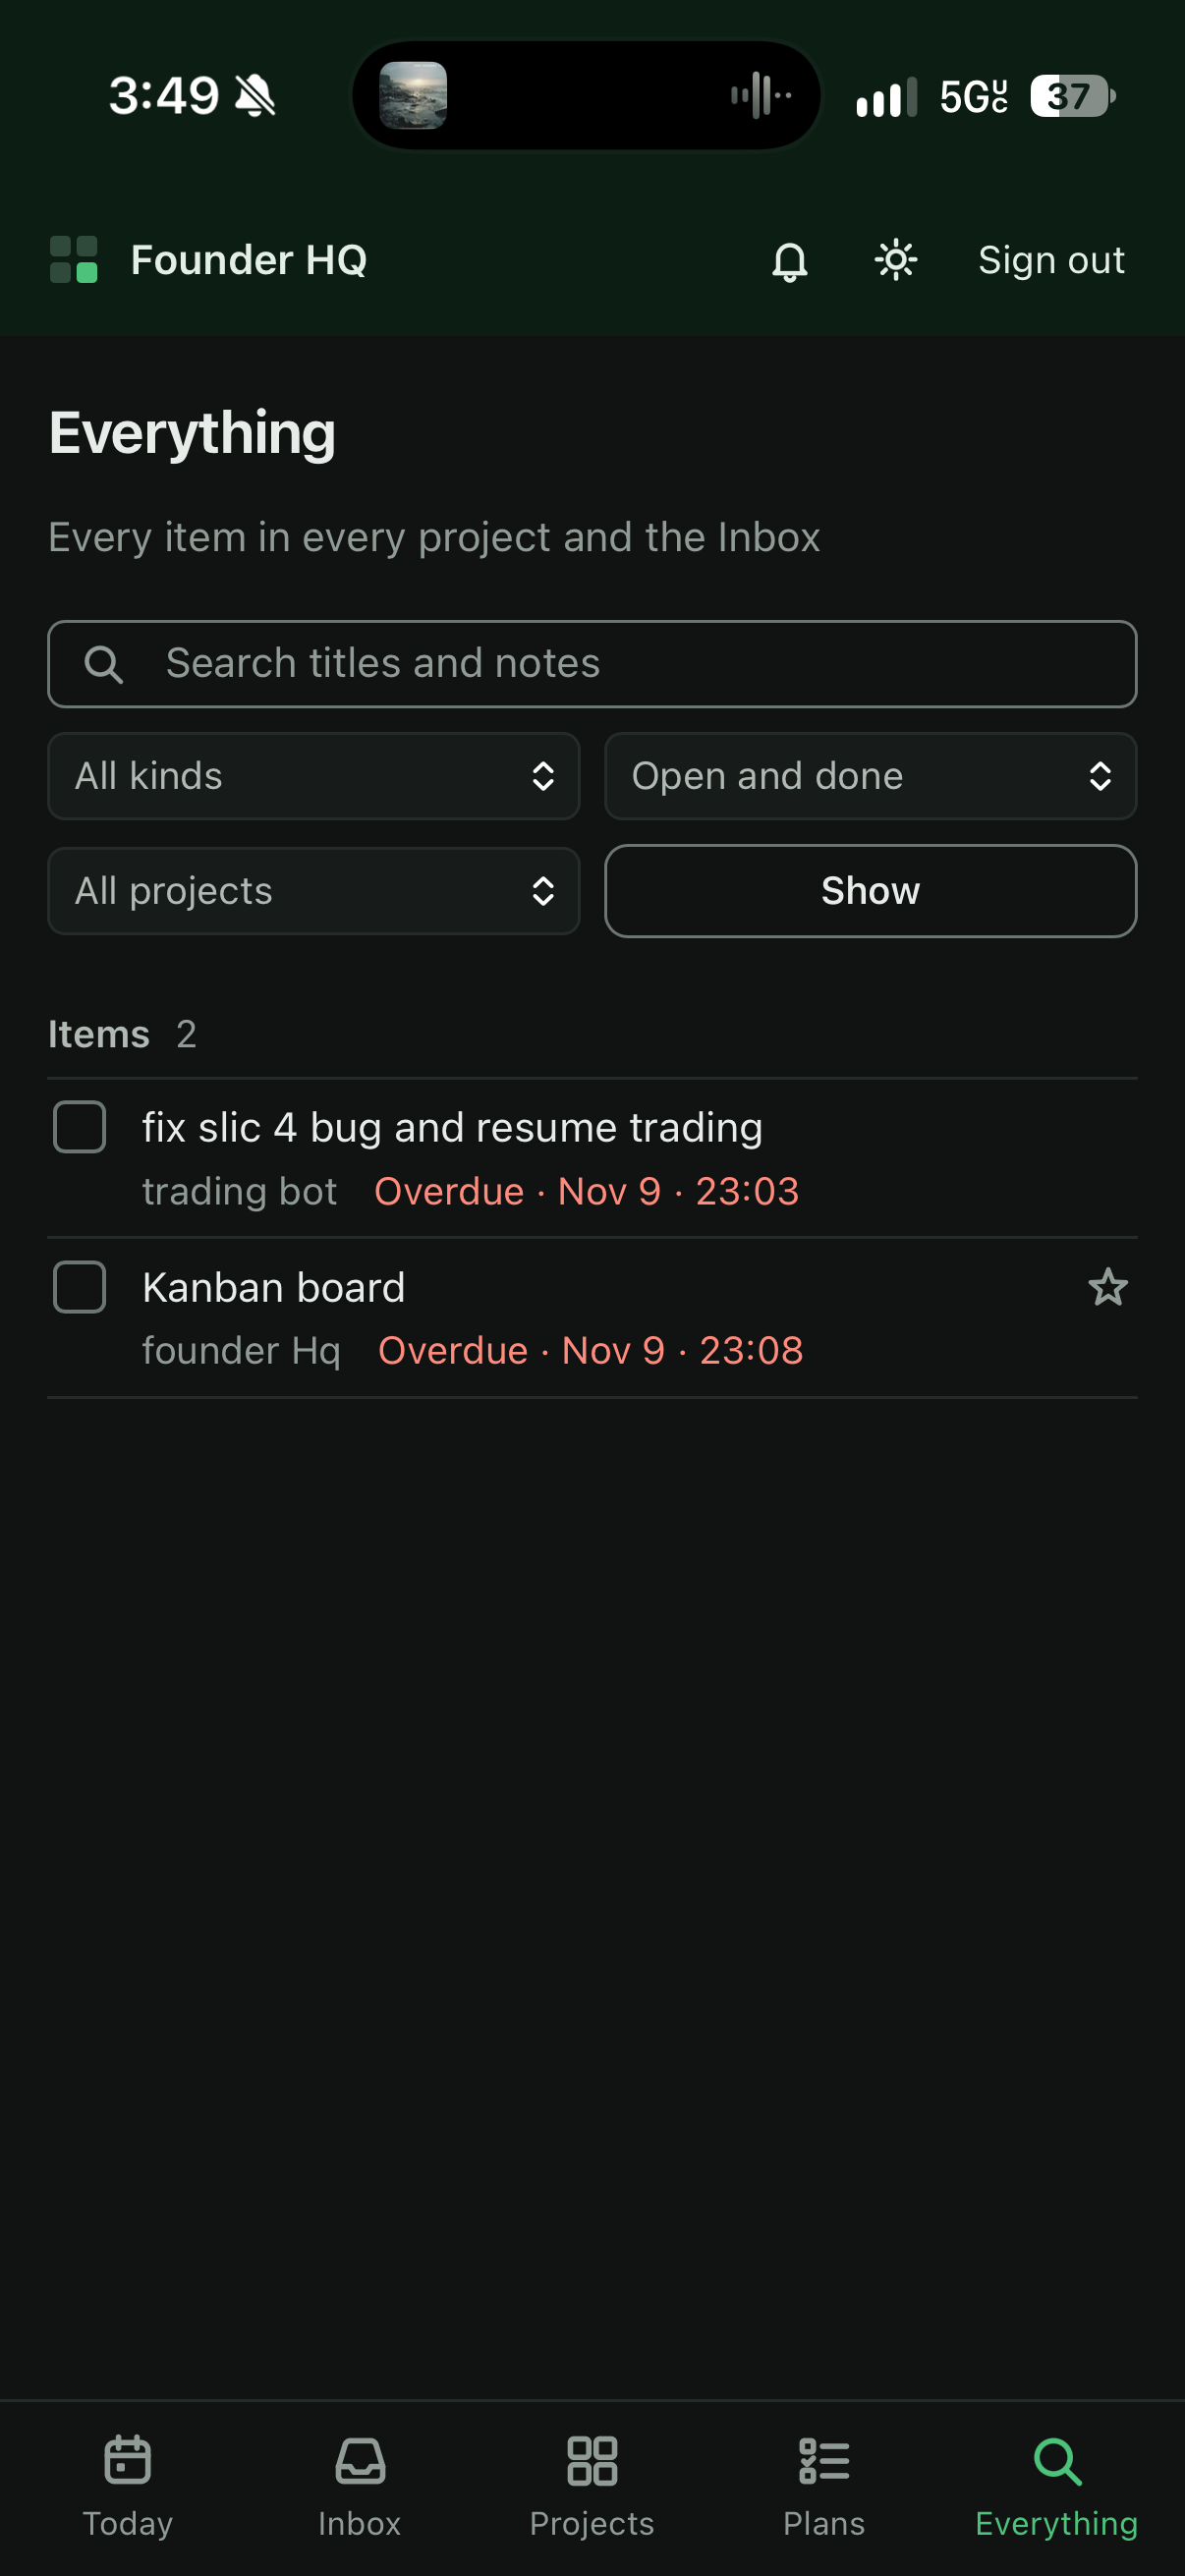 3:49
5G UC
37
Founder HQ
Sign out
Everything
Every item in every project and the Inbox
Search titles and notes
All kinds
Open and done
All projects
Show
Items 2
fix slic 4 bug and resume trading
trading bot Overdue · Nov 9 · 23:03
Kanban board
founder Hq Overdue · Nov 9 · 23:08
Today
Inbox
Projects
Plans
Everything